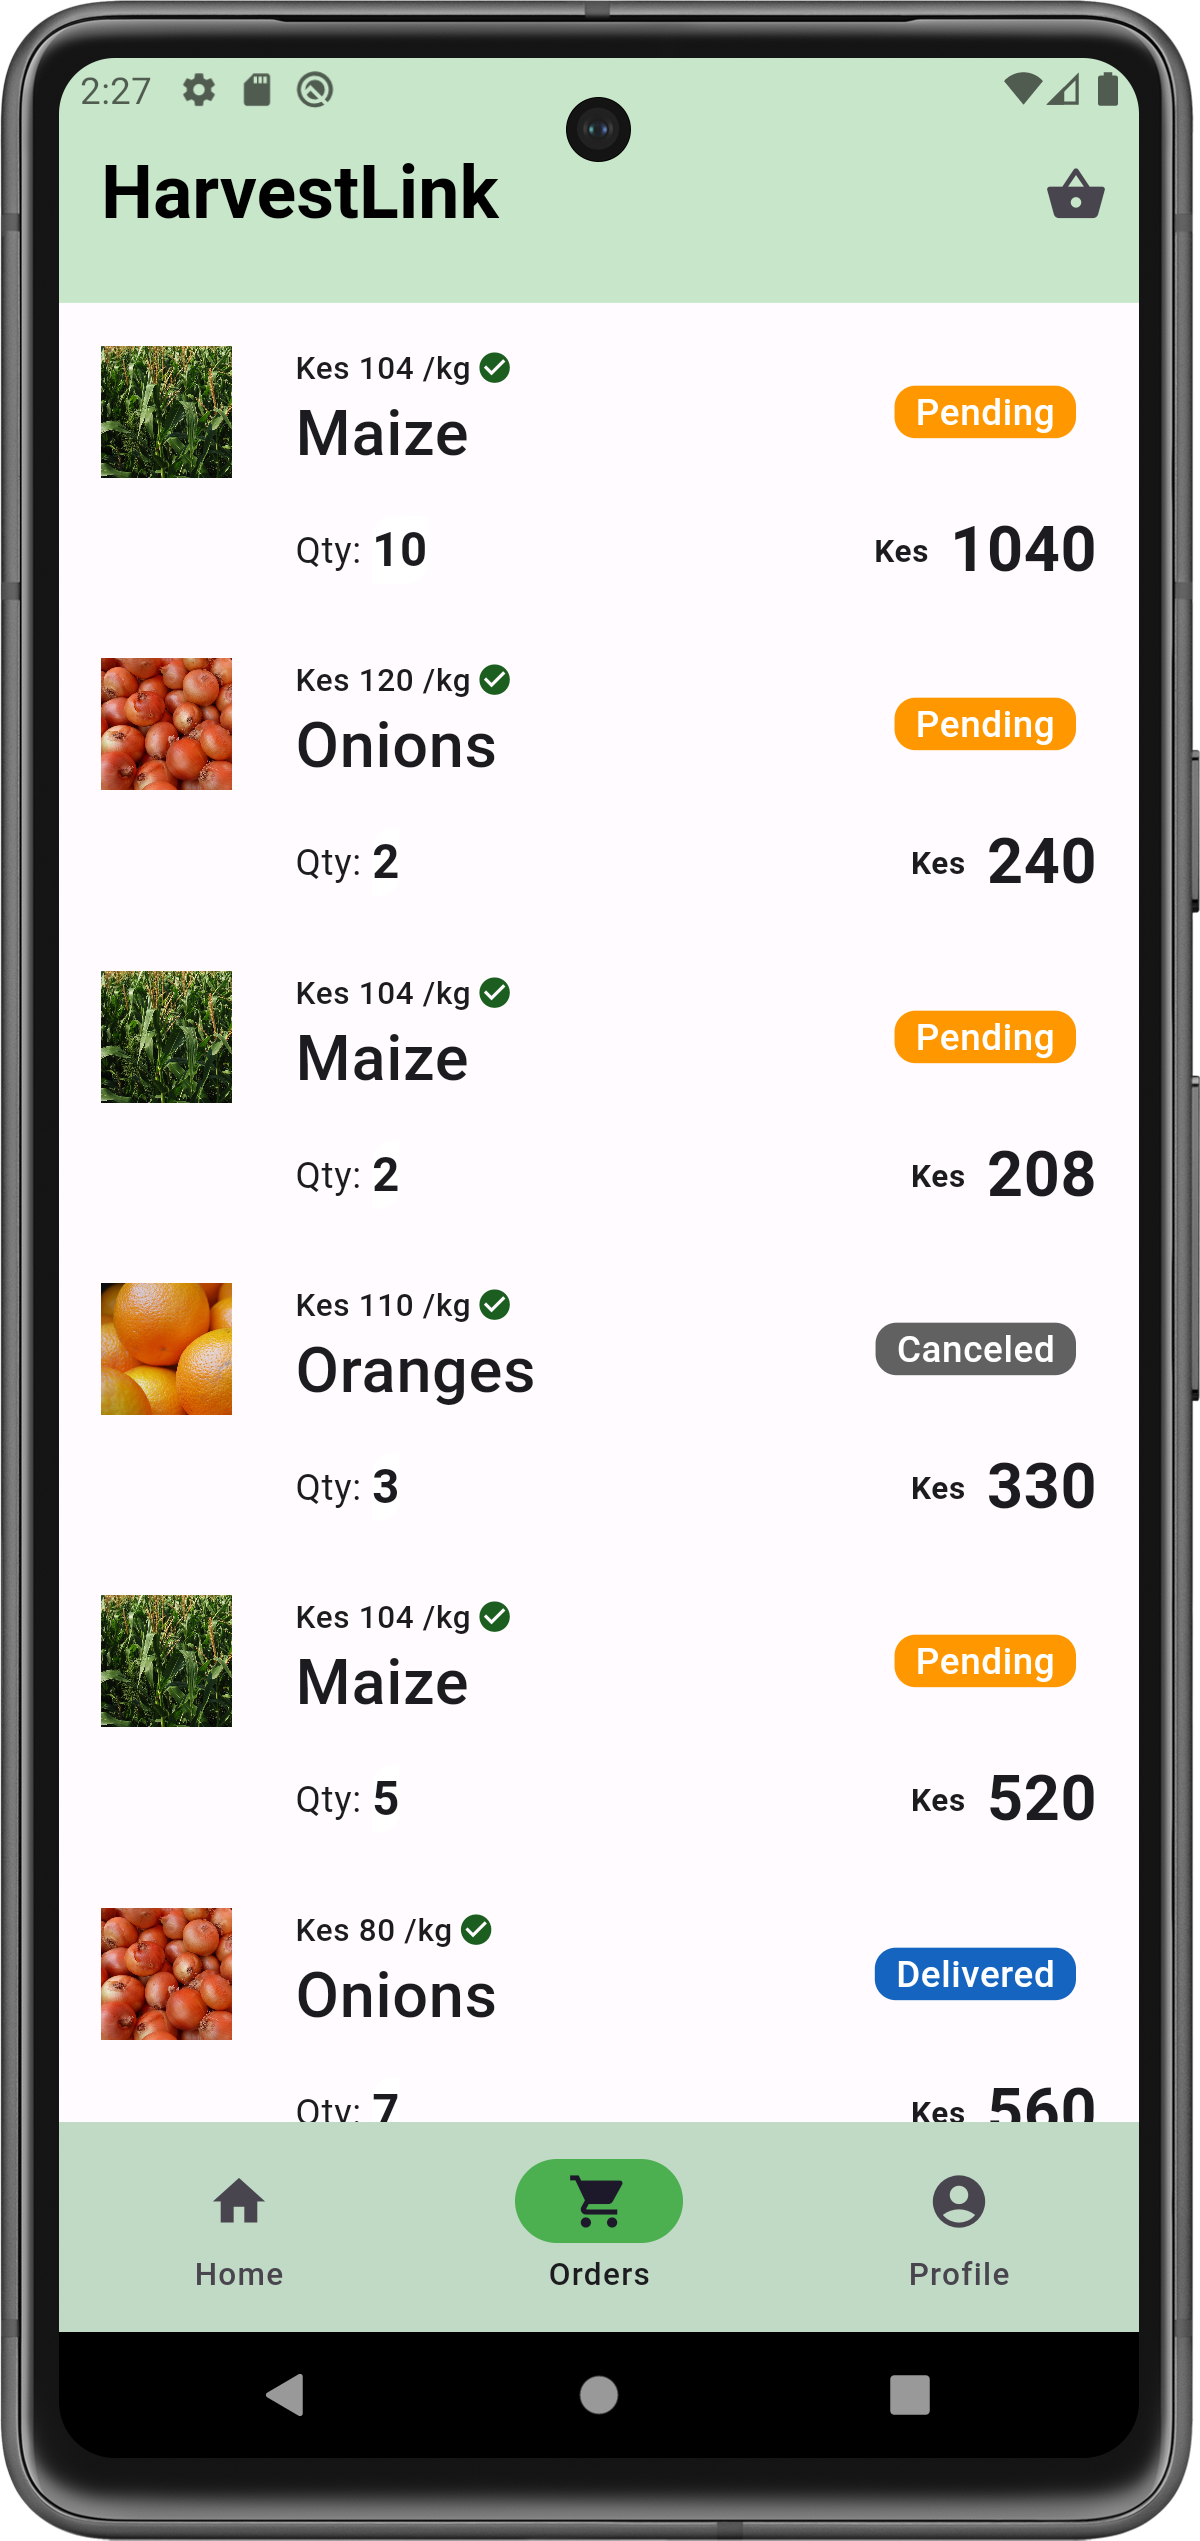 2:27
HarvestLink
Kes 104 /kg
Maize
Pending
Qty: 10
Kes 1040
Kes 120 /kg
Onions
Pending
Qty: 2
Kes 240
Kes 104 /kg
Maize
Pending
Qty: 2
Kes 208
Kes 110 /kg
Oranges
Canceled
Qty: 3
Kes 330
Kes 104 /kg
Maize
Pending
Qty: 5
Kes 520
Kes 80 /kg
Onions
Delivered
Qty: 7
Kes 560
Home
Orders
Profile